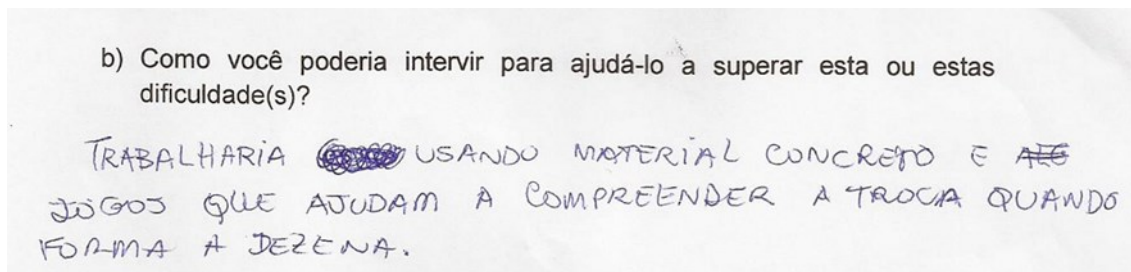 b) Como você poderia intervir para ajudá-lo a superar esta ou estas
dificuldade(s)?
TRABALHARIA USANDO MATERIAL CONCRETO E
JOGOS QUE AJUDAM A COMPREENDER A TROCA QUANDO
FORMA A DEZENA.